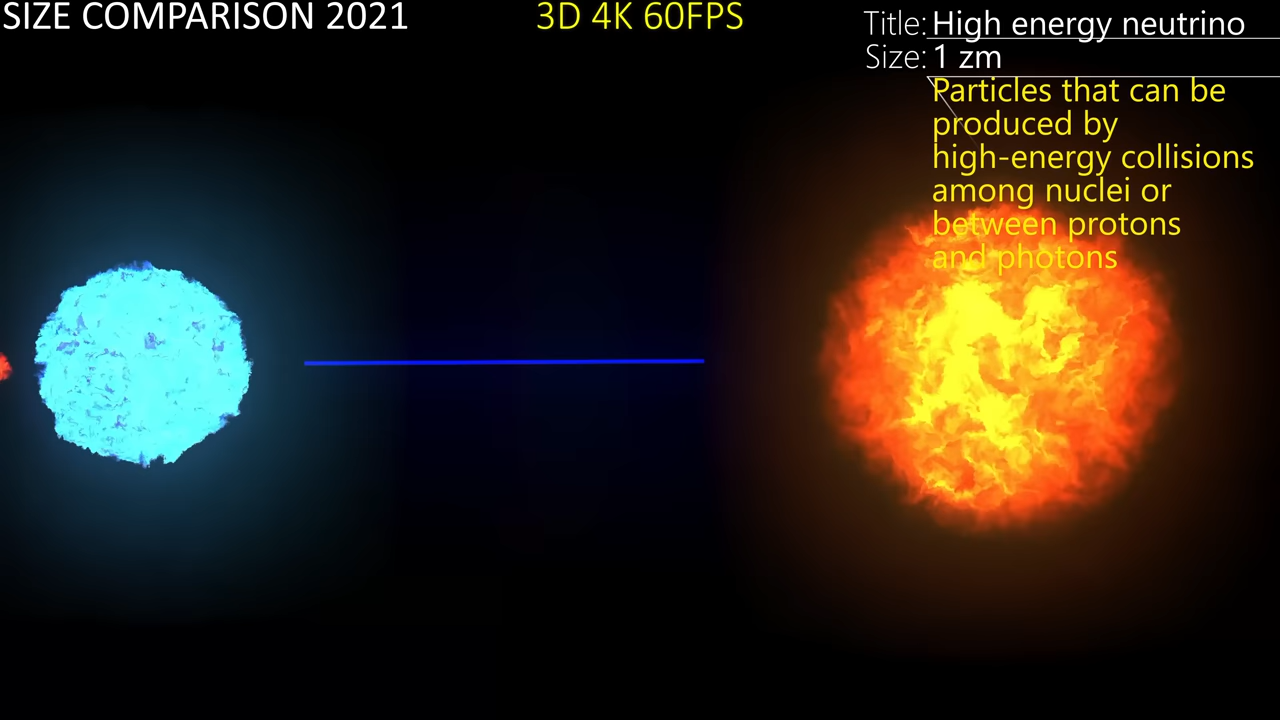 SIZE COMPARISON 2021
3D 4K 60FPS
Title: High energy neutrino
Size: 1 zm
Particles that can be
produced by
high-energy collisions
among nuclei or
between protons
and photons